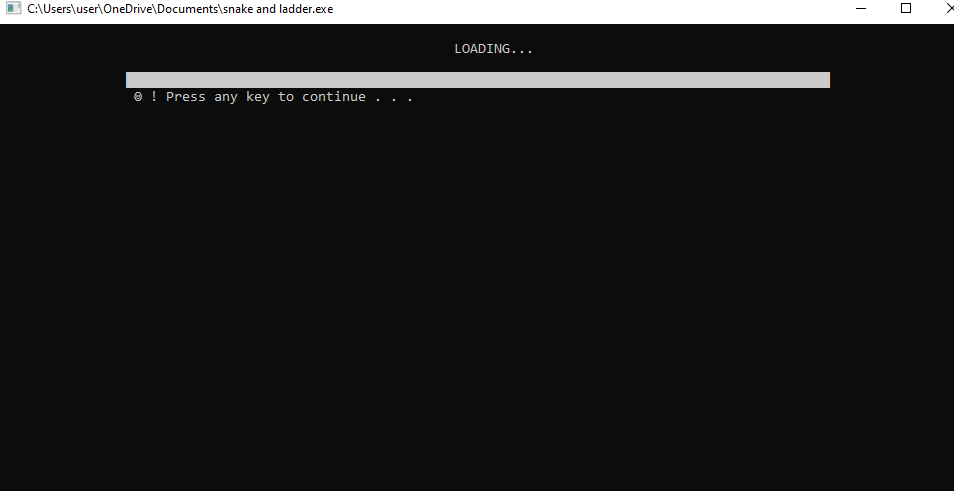 C:\Users\user\OneDrive\Documents\snake and ladder.exe
LOADING...
! Press any key to continue . . .